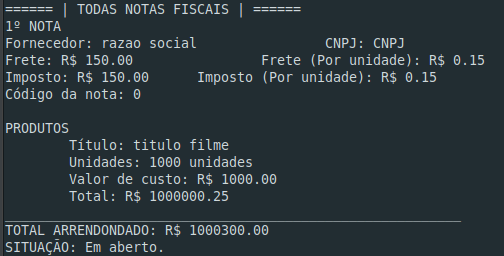 ====== | TODAS NOTAS FISCAIS | ======
1º NOTA
Fornecedor: razao social CNPJ: CNPJ
Frete: R$ 150.00 Frete (Por unidade): R$ 0.15
Imposto: R$ 150.00 Imposto (Por unidade): R$ 0.15
Código da nota: 0
PRODUTOS
Título: titulo filme
Unidades: 1000 unidades
Valor de custo: R$ 1000.00
Total: R$ 1000000.25
TOTAL ARRENDONDADO: R$ 1000300.00
SITUAÇÃO: Em aberto.